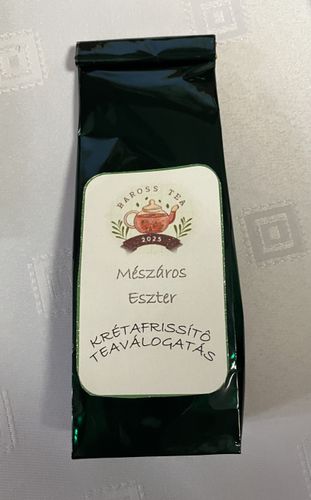 BAROSS TEA
2025
Mészáros
Eszter
KRÉTAFRISSÍTŐ
TEAVÁLOGATÁS